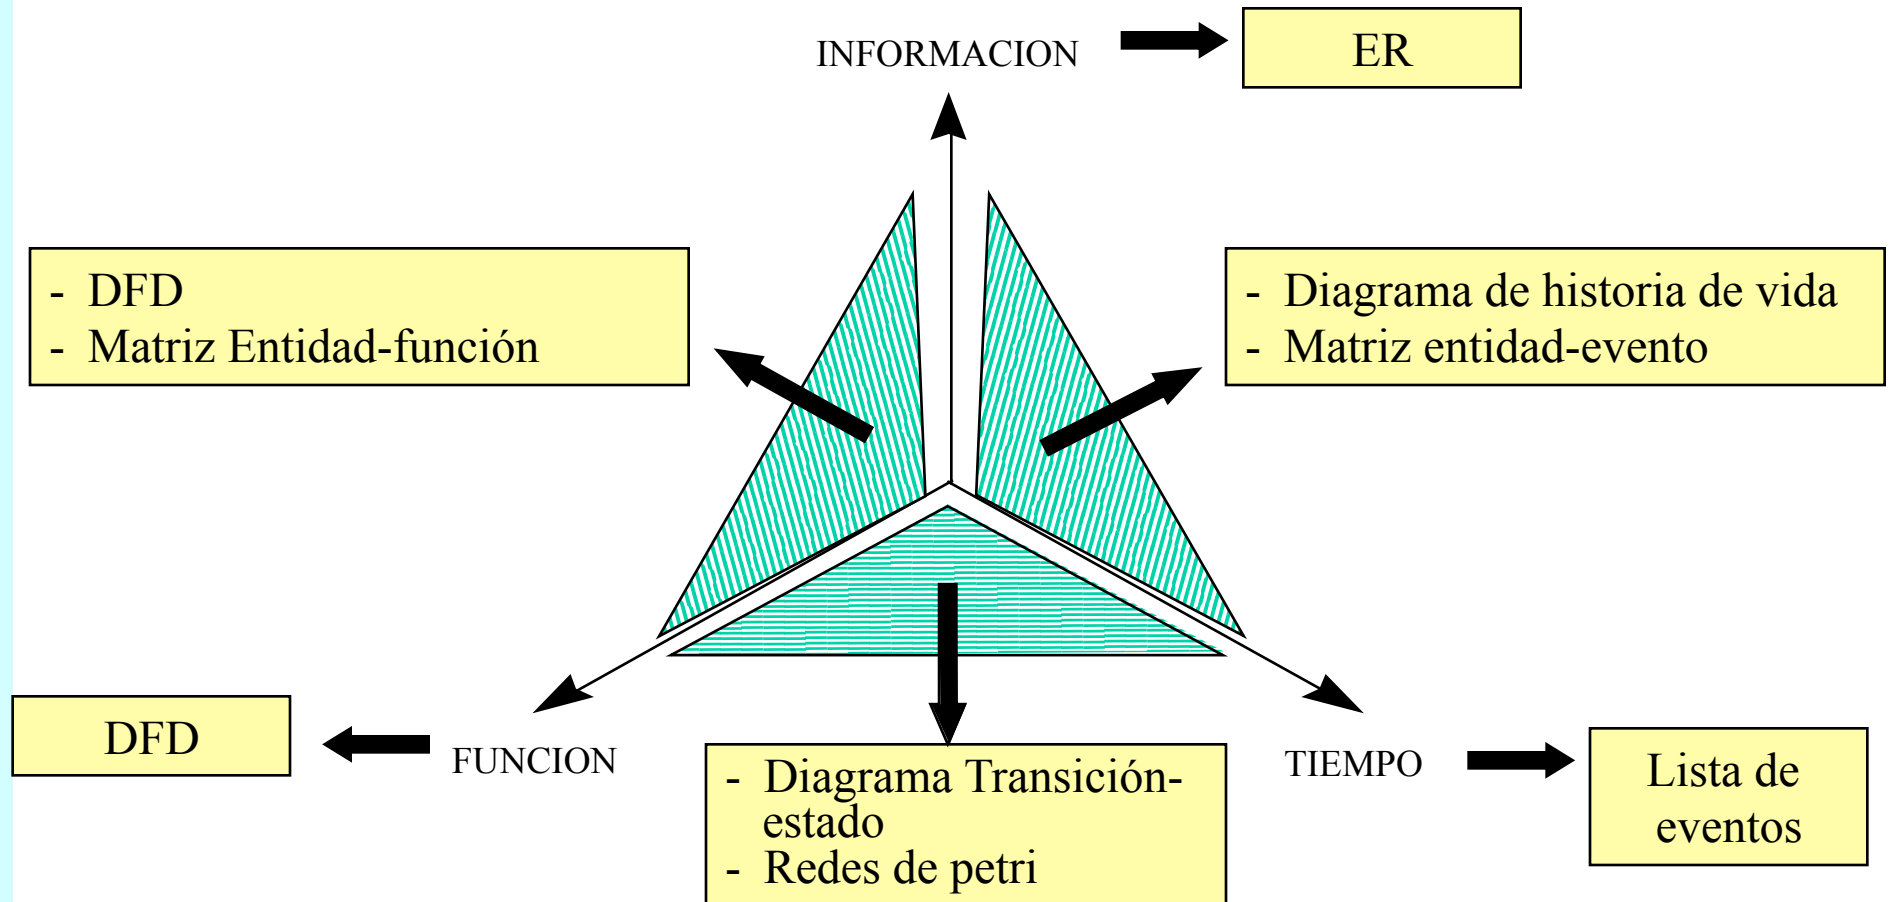 INFORMACION
ER
- DFD
- Matriz Entidad-función
- Diagrama de historia de vida
- Matriz entidad-evento
DFD
FUNCION
- Diagrama Transición-
estado
- Redes de petri
TIEMPO
Lista de
eventos